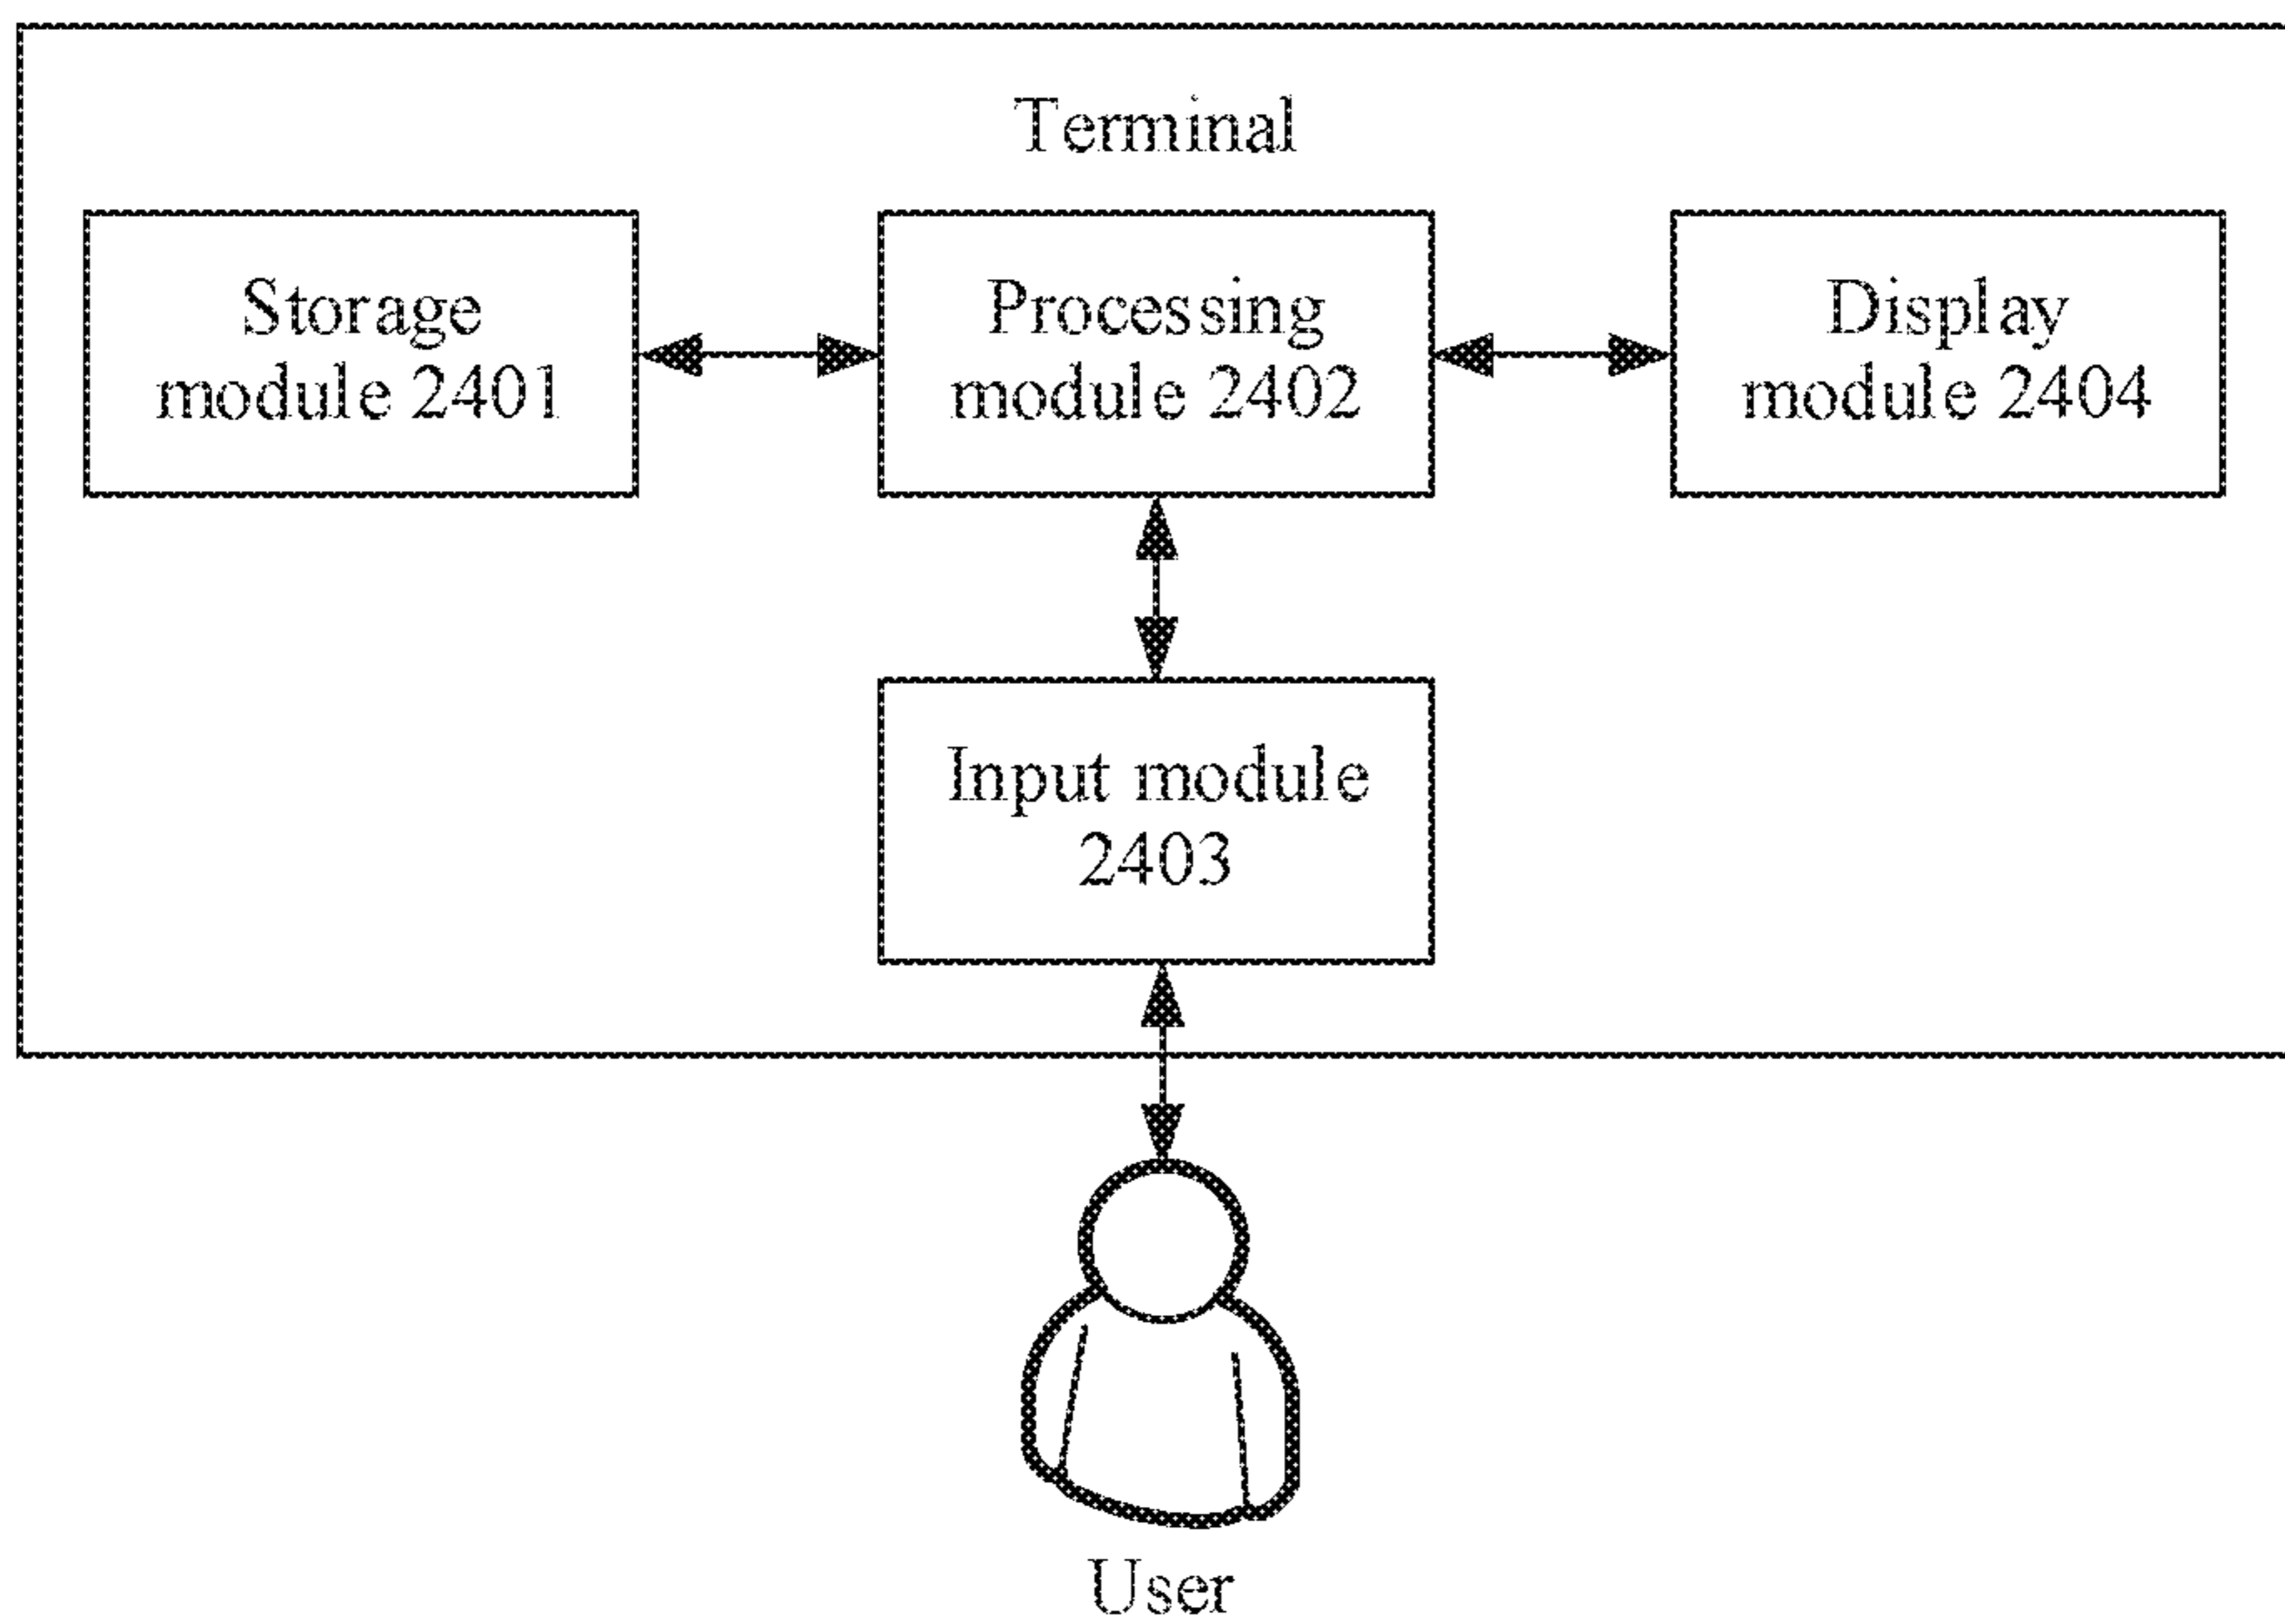 Terminal
Storage
module 2401
Processing
module 2402
Display
module 2404
Input module
2403
User